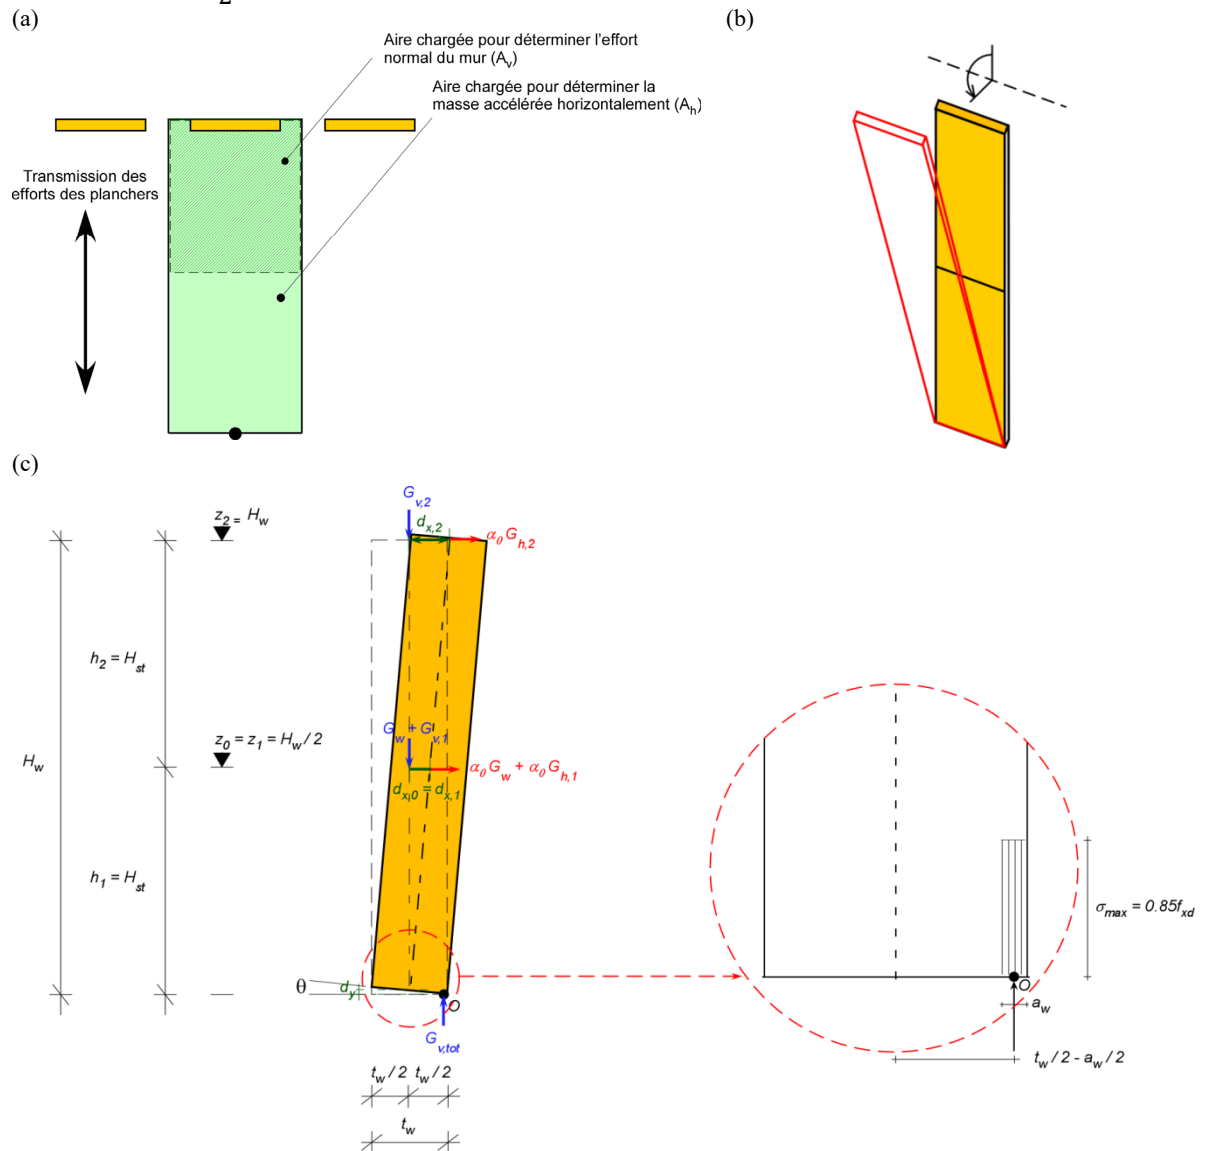 2
(a)
(b)
Aire chargée pour déterminer l'effort
normal du mur (Av)
Aire chargée pour déterminer la
masse accélérée horizontalement (Ah)
Transmission des
efforts des planchers
(c)
Gv,2
z2 = Hw
dx,2
α0Gh,2
h2 = Hst
Gw + Gv,1
z0 = z1 = Hw/2
Hw
α0Gw + α0Gh,1
dx,0 = dx,1
h1 = Hst
σmax = 0.85fxd
θ
dy
O
O
aw
Gv,tot
tw/2 - aw/2
tw/2 tw/2
tw